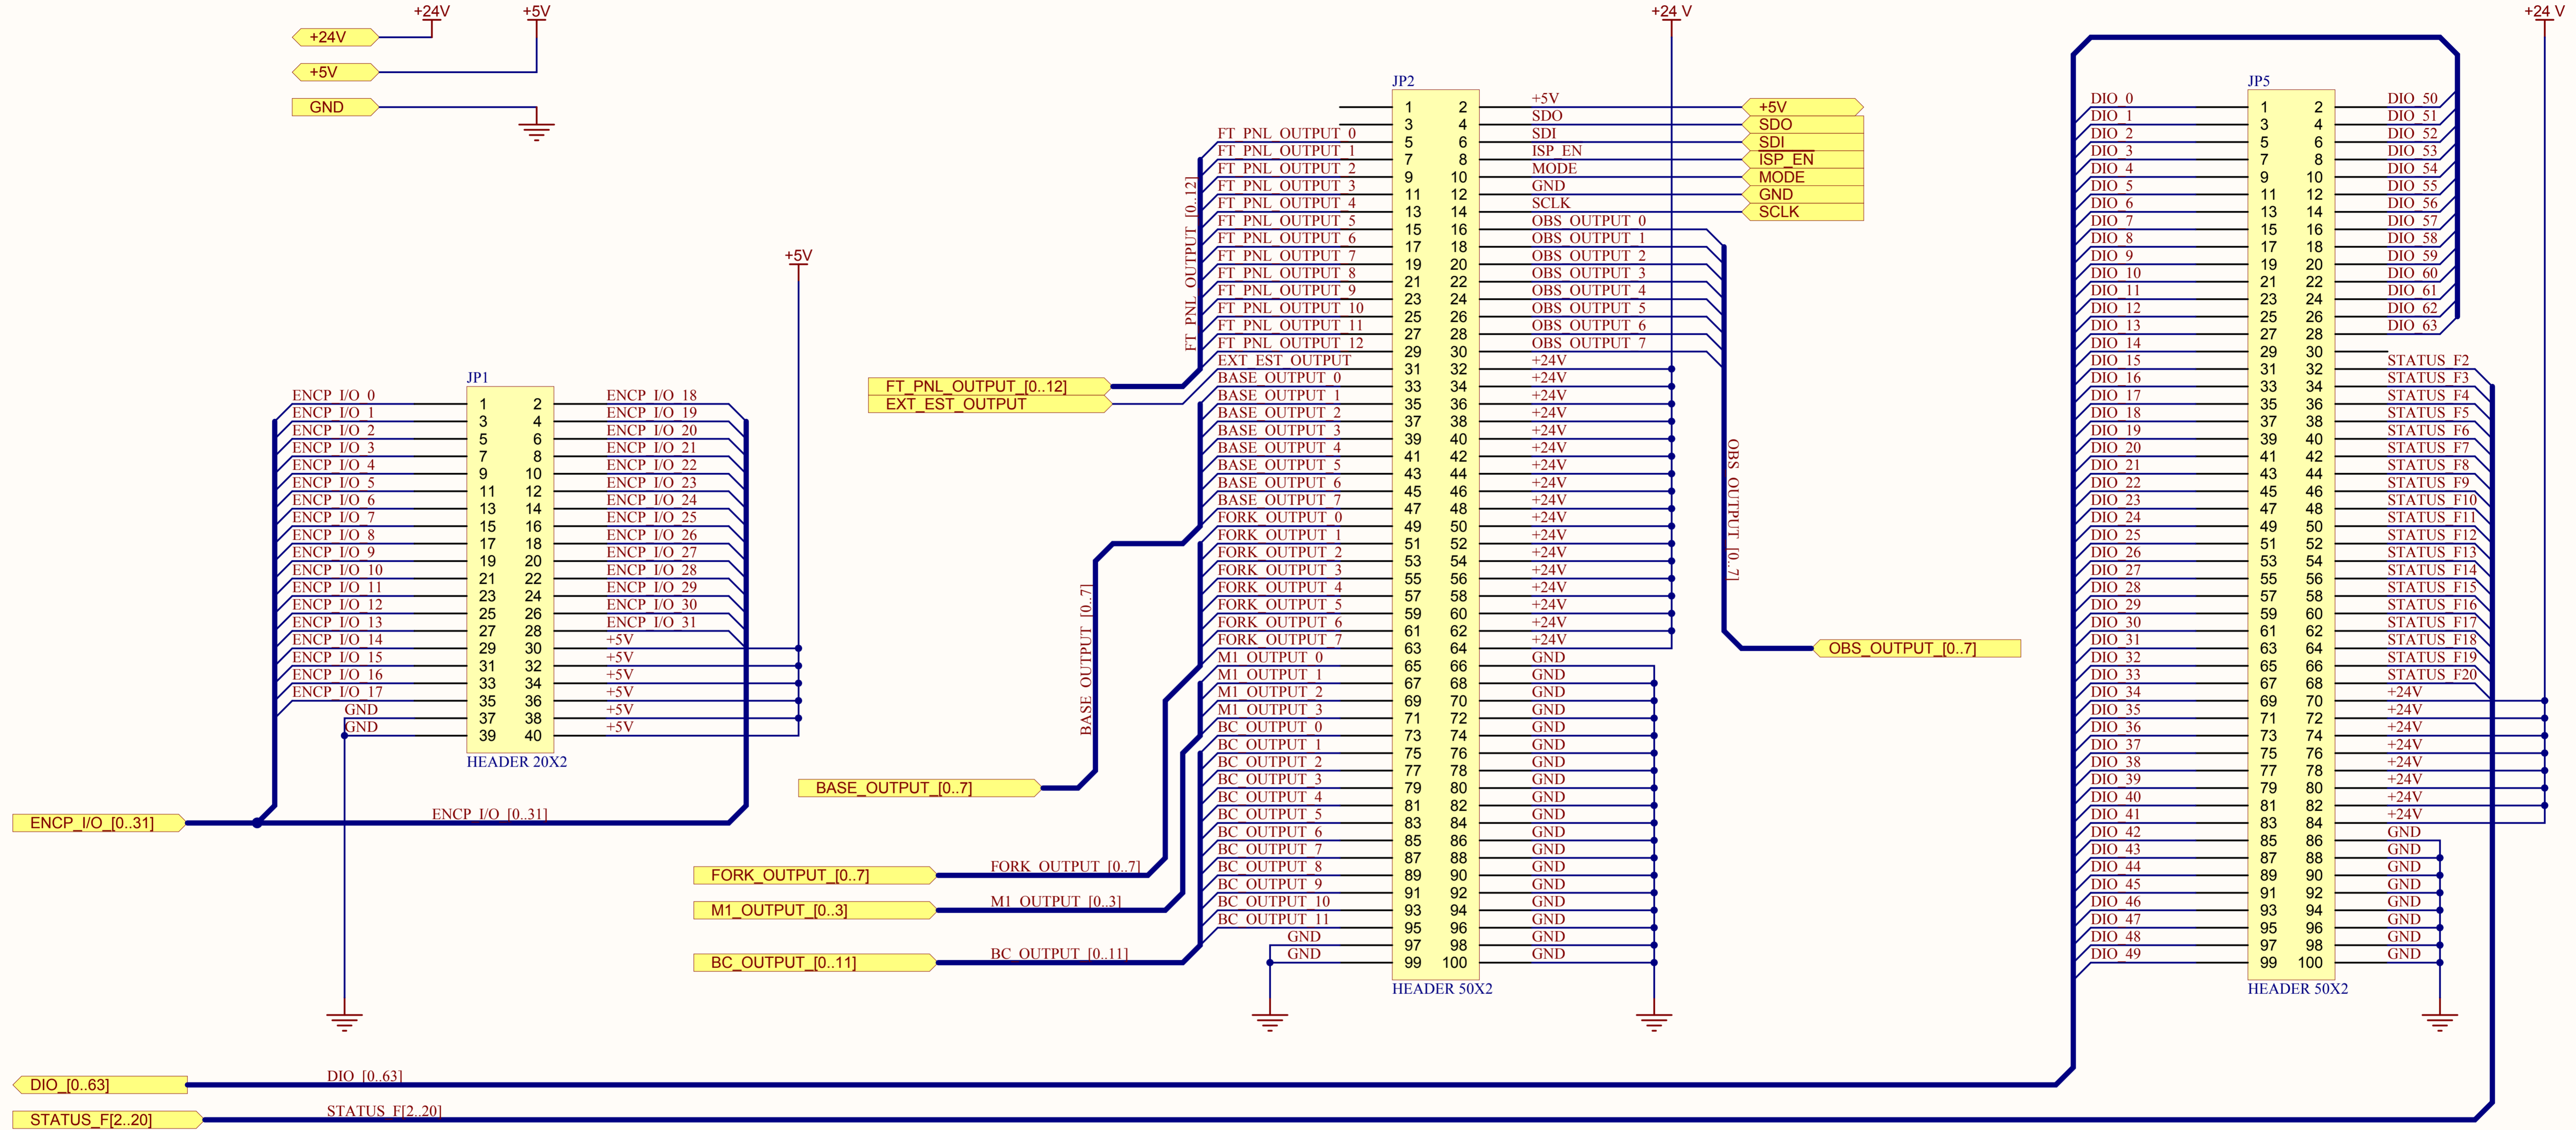 +24V
+5V
+24V
+5V
GND
+5V
JP1
ENCP_I/O_0 1 2 ENCP_I/O_18
ENCP_I/O_1 3 4 ENCP_I/O_19
ENCP_I/O_2 5 6 ENCP_I/O_20
ENCP_I/O_3 7 8 ENCP_I/O_21
ENCP_I/O_4 9 10 ENCP_I/O_22
ENCP_I/O_5 11 12 ENCP_I/O_23
ENCP_I/O_6 13 14 ENCP_I/O_24
ENCP_I/O_7 15 16 ENCP_I/O_25
ENCP_I/O_8 17 18 ENCP_I/O_26
ENCP_I/O_9 19 20 ENCP_I/O_27
ENCP_I/O_10 21 22 ENCP_I/O_28
ENCP_I/O_11 23 24 ENCP_I/O_29
ENCP_I/O_12 25 26 ENCP_I/O_30
ENCP_I/O_13 27 28 ENCP_I/O_31
ENCP_I/O_14 29 30 +5V
ENCP_I/O_15 31 32 +5V
ENCP_I/O_16 33 34 +5V
ENCP_I/O_17 35 36 +5V
GND 37 38 +5V
GND 39 40 +5V
HEADER 20X2
ENCP_I/O_[0..31]
ENCP_I/O_[0..31]
+24 V
JP2
1 2 +5V +5V
3 4 SDO SDO
FT_PNL_OUTPUT_0 5 6 SDI SDI
FT_PNL_OUTPUT_1 7 8 ISP_EN ISP_EN
FT_PNL_OUTPUT_2 9 10 MODE MODE
FT_PNL_OUTPUT_3 11 12 GND GND
FT_PNL_OUTPUT_4 13 14 SCLK SCLK
FT_PNL_OUTPUT_5 15 16 OBS_OUTPUT_0
FT_PNL_OUTPUT_6 17 18 OBS_OUTPUT_1
FT_PNL_OUTPUT_7 19 20 OBS_OUTPUT_2
FT_PNL_OUTPUT_8 21 22 OBS_OUTPUT_3
FT_PNL_OUTPUT_9 23 24 OBS_OUTPUT_4
FT_PNL_OUTPUT_10 25 26 OBS_OUTPUT_5
FT_PNL_OUTPUT_11 27 28 OBS_OUTPUT_6
FT_PNL_OUTPUT_12 29 30 OBS_OUTPUT_7
EXT_EST_OUTPUT 31 32 +24V
BASE_OUTPUT_0 33 34 +24V
BASE_OUTPUT_1 35 36 +24V
BASE_OUTPUT_2 37 38 +24V
BASE_OUTPUT_3 39 40 +24V
BASE_OUTPUT_4 41 42 +24V
BASE_OUTPUT_5 43 44 +24V
BASE_OUTPUT_6 45 46 +24V
BASE_OUTPUT_7 47 48 +24V
FORK_OUTPUT_0 49 50 +24V
FORK_OUTPUT_1 51 52 +24V
FORK_OUTPUT_2 53 54 +24V
FORK_OUTPUT_3 55 56 +24V
FORK_OUTPUT_4 57 58 +24V
FORK_OUTPUT_5 59 60 +24V
FORK_OUTPUT_6 61 62 +24V
FORK_OUTPUT_7 63 64 +24V
M1_OUTPUT_0 65 66 GND
M1_OUTPUT_1 67 68 GND
M1_OUTPUT_2 69 70 GND
M1_OUTPUT_3 71 72 GND
BC_OUTPUT_0 73 74 GND
BC_OUTPUT_1 75 76 GND
BC_OUTPUT_2 77 78 GND
BC_OUTPUT_3 79 80 GND
BC_OUTPUT_4 81 82 GND
BC_OUTPUT_5 83 84 GND
BC_OUTPUT_6 85 86 GND
BC_OUTPUT_7 87 88 GND
BC_OUTPUT_8 89 90 GND
BC_OUTPUT_9 91 92 GND
BC_OUTPUT_10 93 94 GND
BC_OUTPUT_11 95 96 GND
GND 97 98 GND
GND 99 100 GND
HEADER 50X2
FT_PNL_OUTPUT_[0..12]
FT_PNL_OUTPUT_[0..12]
EXT_EST_OUTPUT
BASE_OUTPUT_[0..7]
BASE_OUTPUT_[0..7]
FORK_OUTPUT_[0..7]
FORK_OUTPUT_[0..7]
M1_OUTPUT_[0..3]
M1_OUTPUT_[0..3]
BC_OUTPUT_[0..11]
BC_OUTPUT_[0..11]
OBS_OUTPUT_[0..7]
OBS_OUTPUT_[0..7]
+24 V
JP5
DIO_0 1 2 DIO_50
DIO_1 3 4 DIO_51
DIO_2 5 6 DIO_52
DIO_3 7 8 DIO_53
DIO_4 9 10 DIO_54
DIO_5 11 12 DIO_55
DIO_6 13 14 DIO_56
DIO_7 15 16 DIO_57
DIO_8 17 18 DIO_58
DIO_9 19 20 DIO_59
DIO_10 21 22 DIO_60
DIO_11 23 24 DIO_61
DIO_12 25 26 DIO_62
DIO_13 27 28 DIO_63
DIO_14 29 30
DIO_15 31 32 STATUS_F2
DIO_16 33 34 STATUS_F3
DIO_17 35 36 STATUS_F4
DIO_18 37 38 STATUS_F5
DIO_19 39 40 STATUS_F6
DIO_20 41 42 STATUS_F7
DIO_21 43 44 STATUS_F8
DIO_22 45 46 STATUS_F9
DIO_23 47 48 STATUS_F10
DIO_24 49 50 STATUS_F11
DIO_25 51 52 STATUS_F12
DIO_26 53 54 STATUS_F13
DIO_27 55 56 STATUS_F14
DIO_28 57 58 STATUS_F15
DIO_29 59 60 STATUS_F16
DIO_30 61 62 STATUS_F17
DIO_31 63 64 STATUS_F18
DIO_32 65 66 STATUS_F19
DIO_33 67 68 STATUS_F20
DIO_34 69 70 +24V
DIO_35 71 72 +24V
DIO_36 73 74 +24V
DIO_37 75 76 +24V
DIO_38 77 78 +24V
DIO_39 79 80 +24V
DIO_40 81 82 +24V
DIO_41 83 84 +24V
DIO_42 85 86 GND
DIO_43 87 88 GND
DIO_44 89 90 GND
DIO_45 91 92 GND
DIO_46 93 94 GND
DIO_47 95 96 GND
DIO_48 97 98 GND
DIO_49 99 100 GND
HEADER 50X2
DIO_[0..63]
DIO_[0..63]
STATUS_F[2..20]
STATUS_F[2..20]